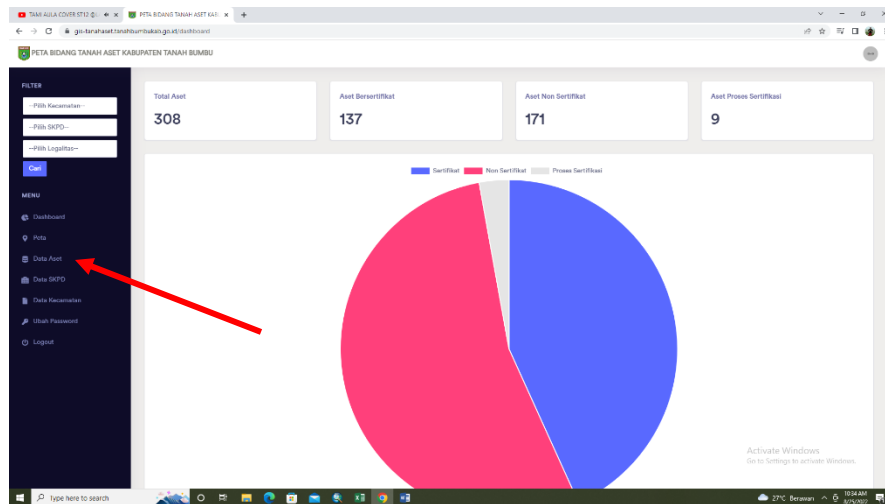 TAMI AULA COVER ST12
PETA BIDANG TANAH ASET KAB
gis-tanahaset.tanahbumbukab.go.id/dashboard
PETA BIDANG TANAH ASET KABUPATEN TANAH BUMBU
FILTER
--Pilih Kecamatan--
--Pilih SKPD--
--Pilih Legalitas--
Cari
MENU
Dashboard
Peta
Data Aset
Data SKPD
Data Kecamatan
Ubah Password
Logout
Total Aset
308
Aset Bersertifikat
137
Aset Non Sertifikat
171
Aset Proses Sertifikasi
9
Sertifikat Non Sertifikat Proses Sertifikasi
Activate Windows
Go to Settings to activate Windows.
Type here to search
27°C Berawan
10:34 AM
8/25/2022